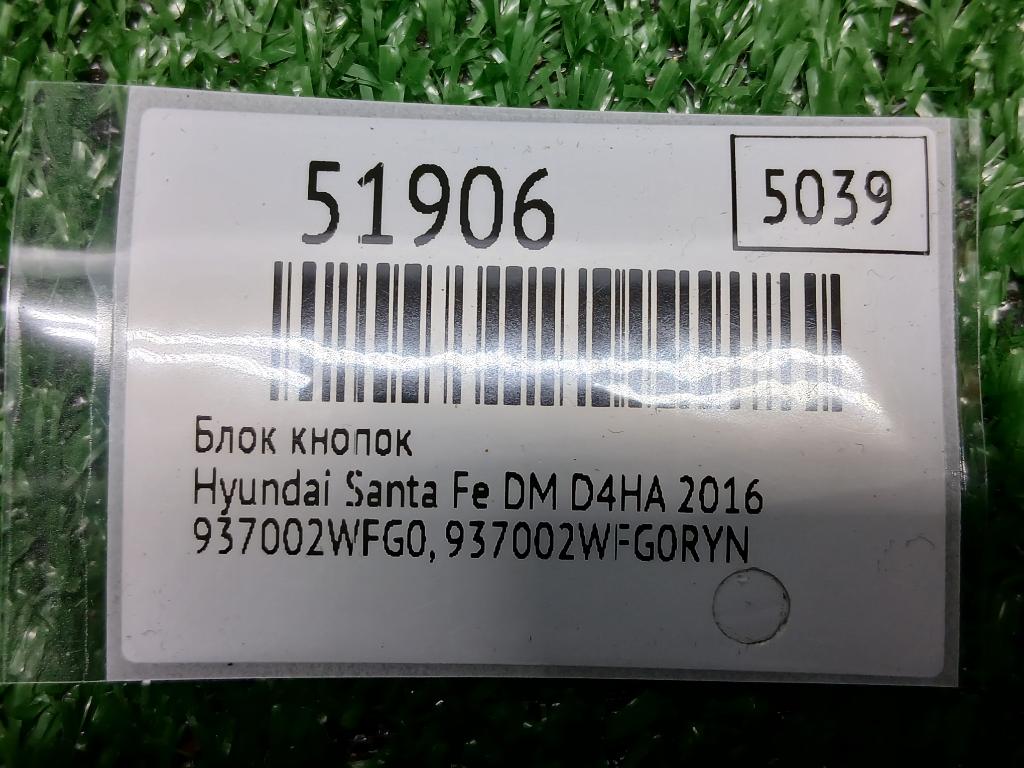 51906
5039
Блок кнопок
Hyundai Santa Fe DM D4HA 2016
937002WFG0, 937002WFG0RYN